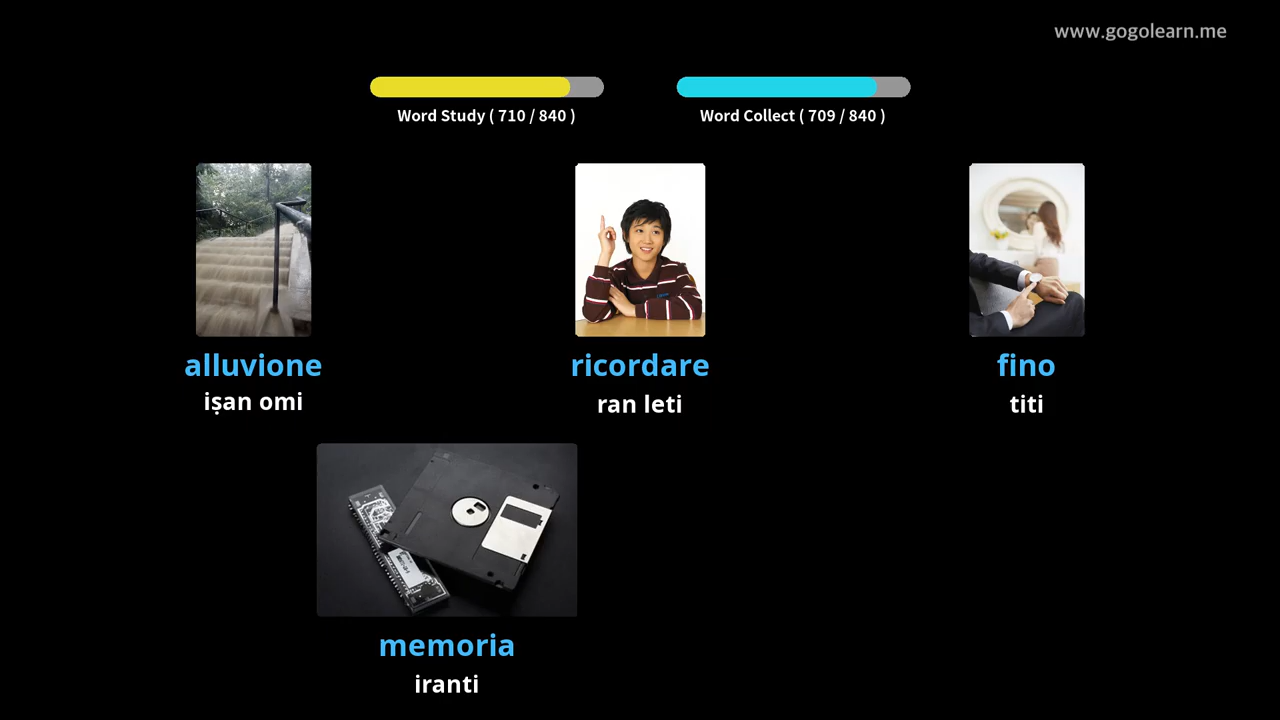 www.gogolearn.me
Word Study ( 710 / 840 )
Word Collect ( 709 / 840 )
alluvione
iṣan omi
ricordare
ran leti
fino
titi
memoria
iranti